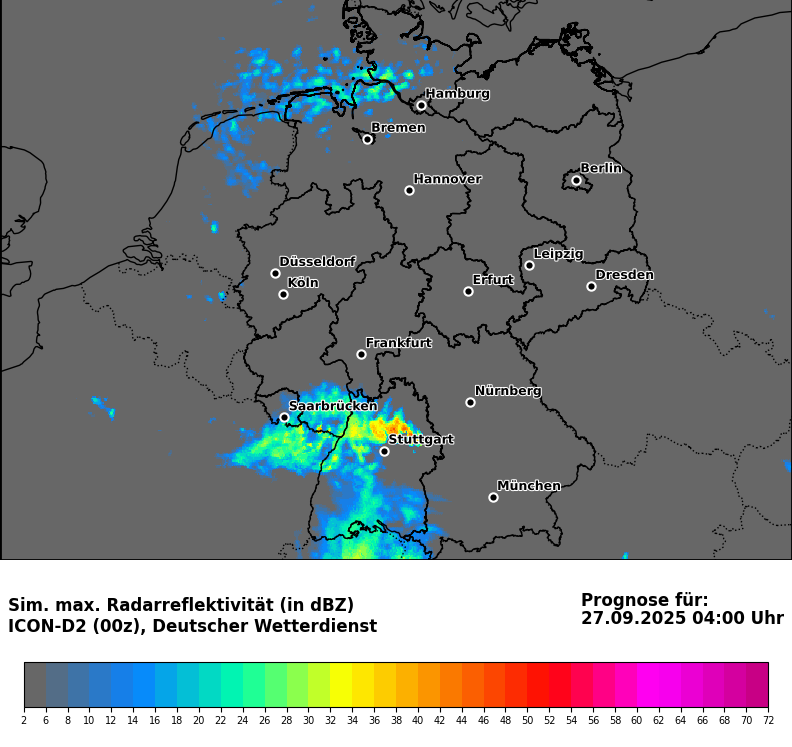 Hamburg
Bremen
Berlin
Hannover
Leipzig
Düsseldorf
Dresden
Köln
Erfurt
Frankfurt
Nürnberg
Saarbrücken
Stuttgart
München
Sim. max. Radarreflektivität (in dBZ)
ICON-D2 (00z), Deutscher Wetterdienst
Prognose für:
27.09.2025 04:00 Uhr
2 6 8 10 12 14 16 18 20 22 24 26 28 30 32 34 36 38 40 42 44 46 48 50 52 54 56 58 60 62 64 66 68 70 72